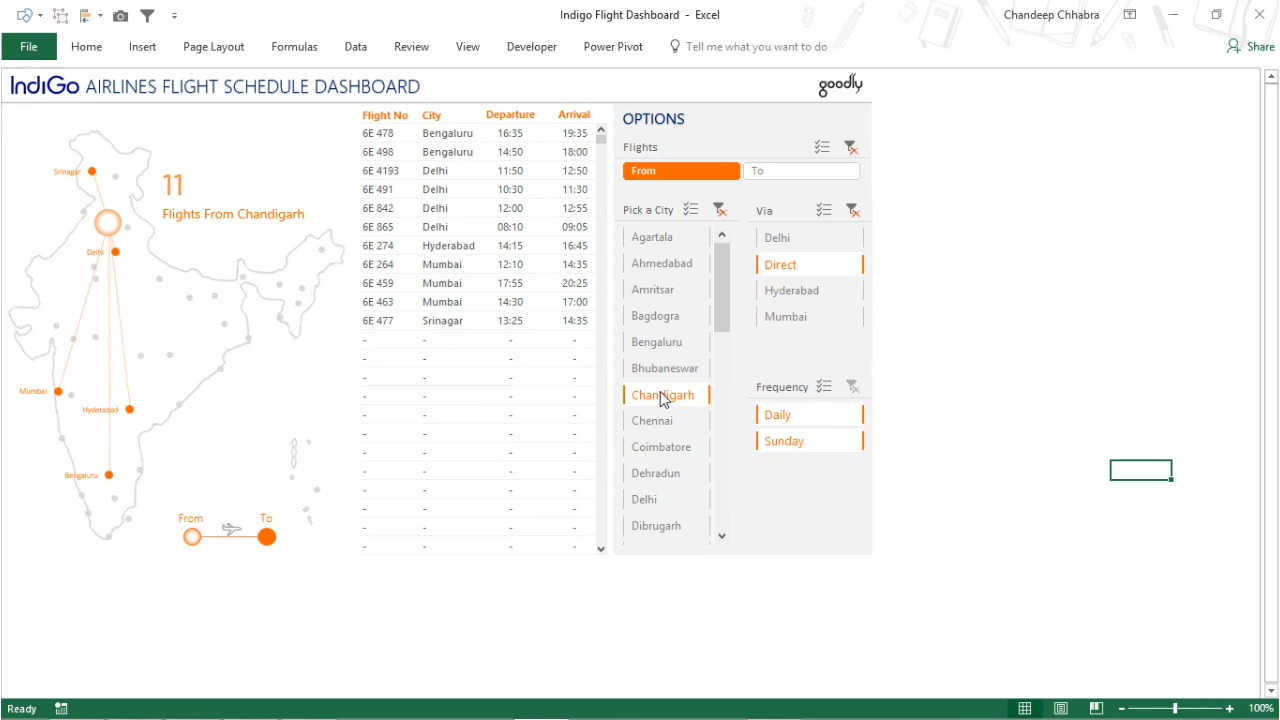 Indigo Flight Dashboard - Excel
Chandeep Chhabra
File Home Insert Page Layout Formulas Data Review View Developer Power Pivot Tell me what you want to do Share
IndiGo AIRLINES FLIGHT SCHEDULE DASHBOARD
goodly
Srinagar
11
Flights From Chandigarh
Delhi
Mumbai
Hyderabad
Bengaluru
From To
Flight No City Departure Arrival
6E 478 Bengaluru 16:35 19:35
6E 498 Bengaluru 14:50 18:00
6E 4193 Delhi 11:50 12:50
6E 491 Delhi 10:30 11:30
6E 842 Delhi 12:00 12:55
6E 865 Delhi 08:10 09:05
6E 274 Hyderabad 14:15 16:45
6E 264 Mumbai 12:10 14:35
6E 459 Mumbai 17:55 20:25
6E 463 Mumbai 14:30 17:00
6E 477 Srinagar 13:25 14:35
- - - -
- - - -
- - - -
- - - -
- - - -
- - - -
- - - -
- - - -
- - - -
- - - -
- - - -
- - - -
OPTIONS
Flights
From To
Pick a City
Agartala
Ahmedabad
Amritsar
Bagdogra
Bengaluru
Bhubaneswar
Chandigarh
Chennai
Coimbatore
Dehradun
Delhi
Dibrugarh
Via
Delhi
Direct
Hyderabad
Mumbai
Frequency
Daily
Sunday
Ready
100%